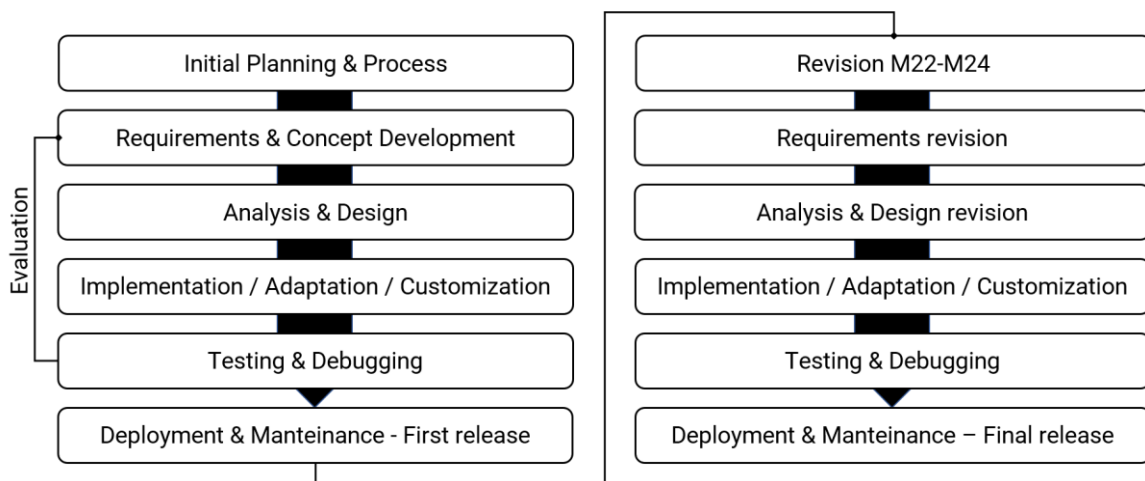 Initial Planning & Process
Requirements & Concept Development
Analysis & Design
Implementation / Adaptation / Customization
Testing & Debugging
Deployment & Manteinance - First release
Evaluation
Revision M22-M24
Requirements revision
Analysis & Design revision
Implementation / Adaptation / Customization
Testing & Debugging
Deployment & Manteinance – Final release